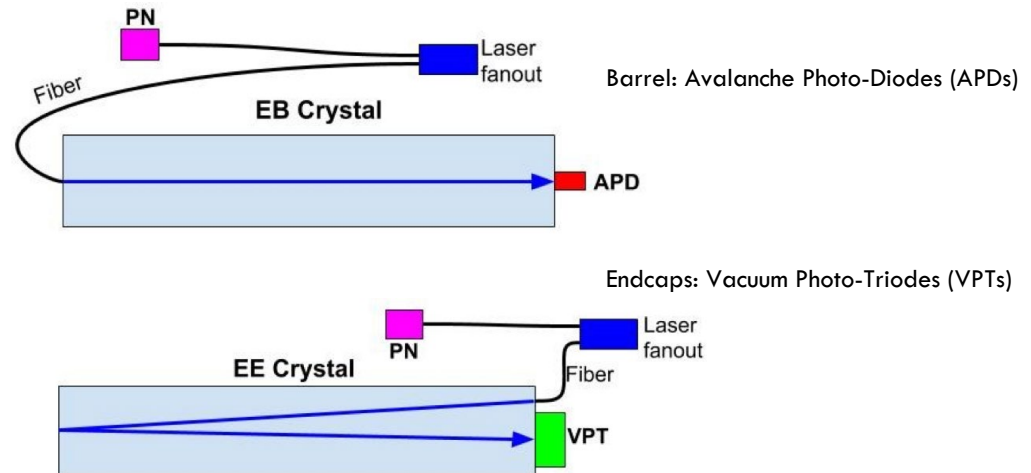 PN
Laser
fanout
Fiber
Barrel: Avalanche Photo-Diodes (APDs)
EB Crystal
APD
Endcaps: Vacuum Photo-Triodes (VPTs)
Laser
fanout
PN
EE Crystal
Fiber
VPT